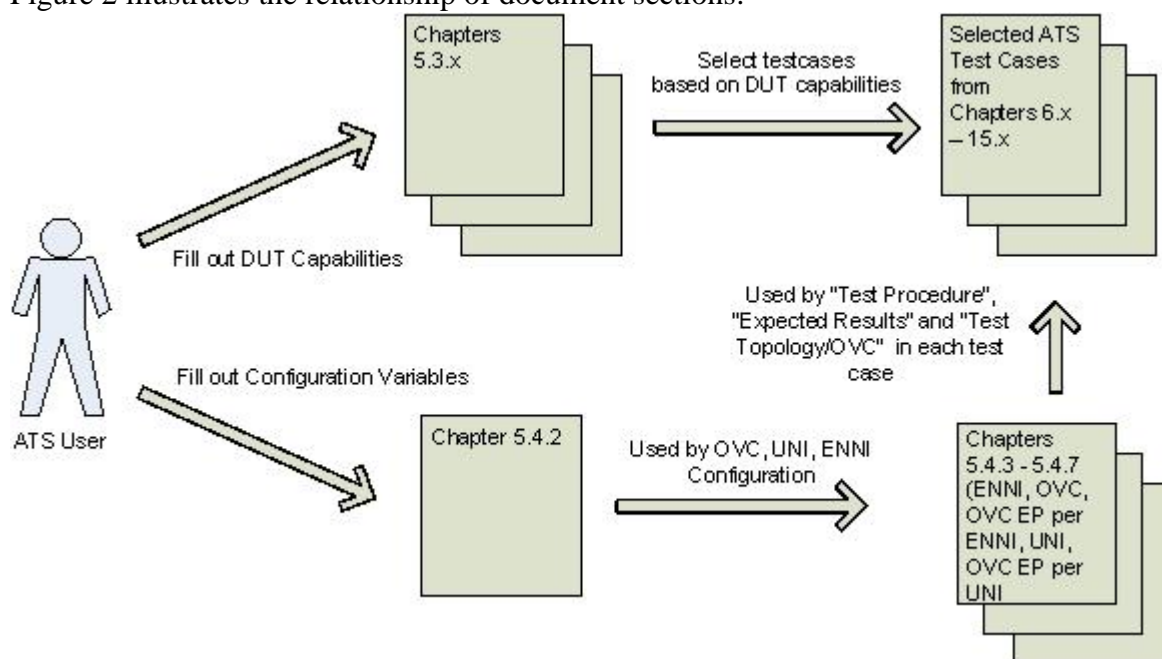 Figure 2 illustrates the relationship of document sections.
Chapters
5.3.x
Select testcases
based on DUT capabilities
Selected ATS
Test Cases
from
Chapters 6.x
– 15.x
Fill out DUT Capabilities
Used by "Test Procedure",
"Expected Results" and "Test
Topology/OVC" in each test
case
Fill out Configuration Variables
ATS User
Chapter 5.4.2
Used by OVC, UNI, ENNI
Configuration
Chapters
5.4.3 - 5.4.7
(ENNI, OVC,
OVC EP per
ENNI, UNI,
OVC EP per
UNI